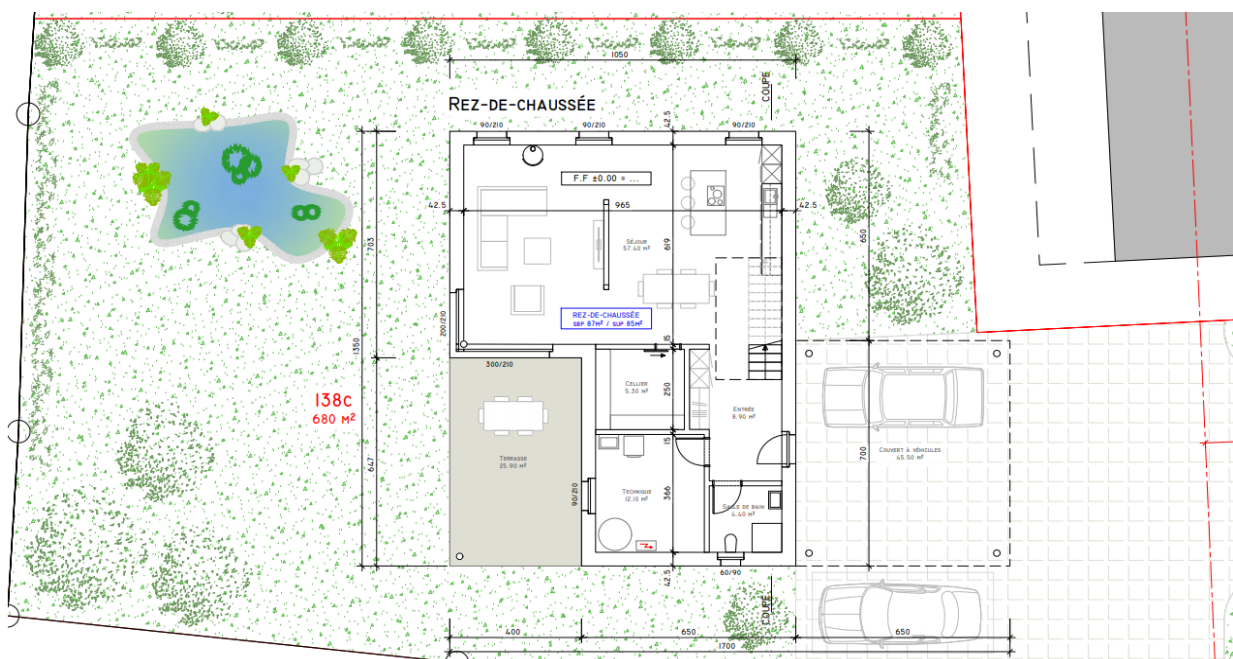 1050
COUPE
REZ-DE-CHAUSSÉE
90/210
90/210
42.5
90/210
F.F ±0.00 = ...
42.5
965
42.5
SÉJOUR
57.40 M²
619
703
650
200/210
1350
REZ-DE-CHAUSSÉE
SBP 87M² / SUP 85M²
15
300/210
CELLIER
5.30 M²
250
138c
680 M²
ENTRÉE
8.90 M²
15
TERRASSE
25.90 M²
647
700
COUVERT À VÉHICULES
45.50 M²
90/210
TECHNIQUE
12.10 M²
366
SALLE DE BAIN
4.40 M²
42.5
60/90
COUPE
400
650
650
1700